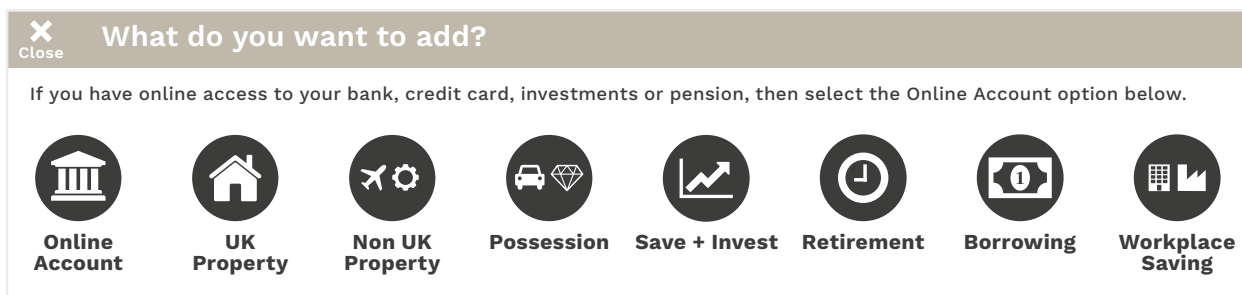 What do you want to add?
Close
If you have online access to your bank, credit card, investments or pension, then select the Online Account option below.
1
Online
Account
UK
Property
Non UK
Property
Possession
Save + Invest
Retirement
Borrowing
Workplace
Saving